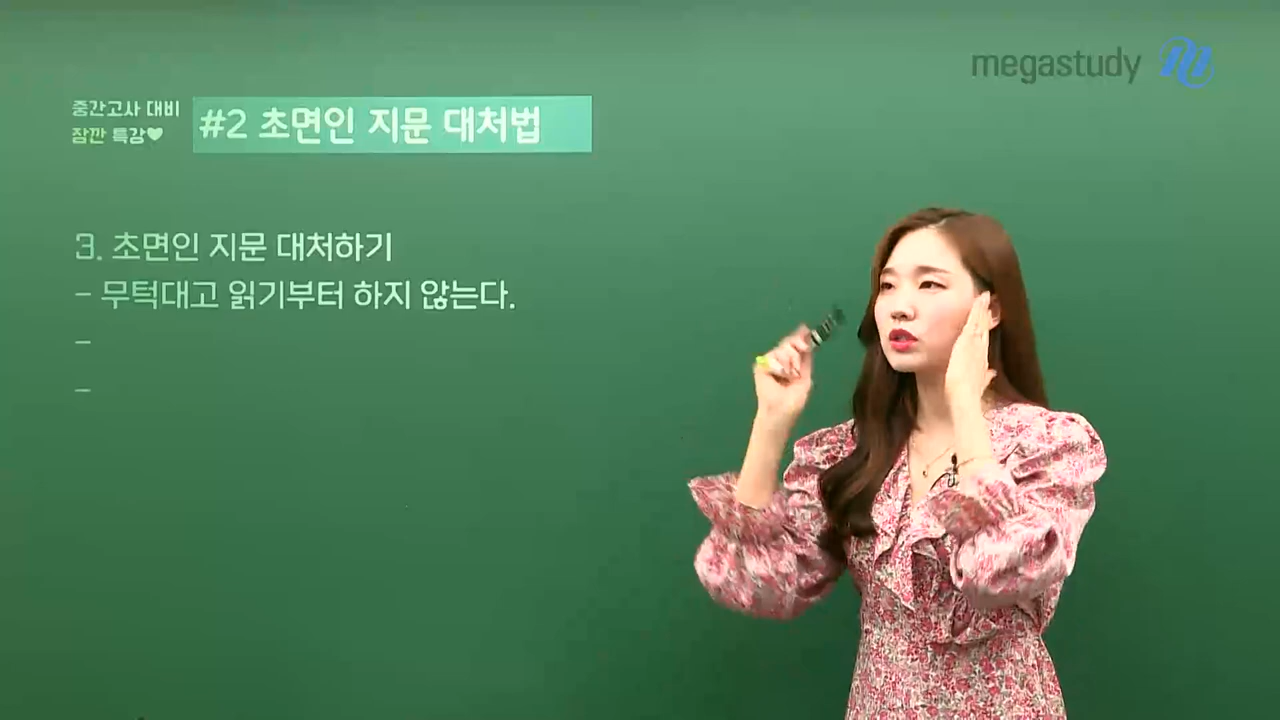 megastudy
중간고사 대비
잠깐 특강♥
#2 초면인 지문 대처법
3. 초면인 지문 대처하기
- 무턱대고 읽기부터 하지 않는다.
-
-